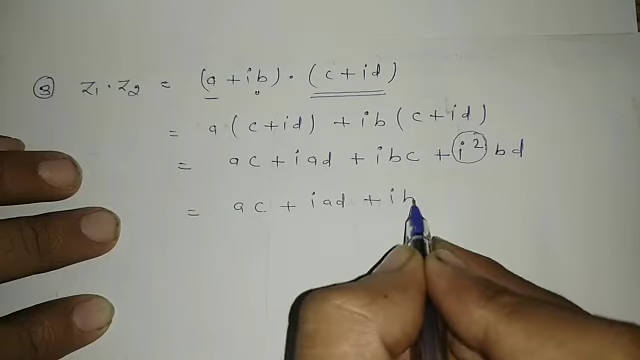 ③ z₁ · z₂ = (a + ib) · (c + id)
= a (c + id) + ib (c + id)
= ac + iad + ibc + i² bd
= ac + iad + ib